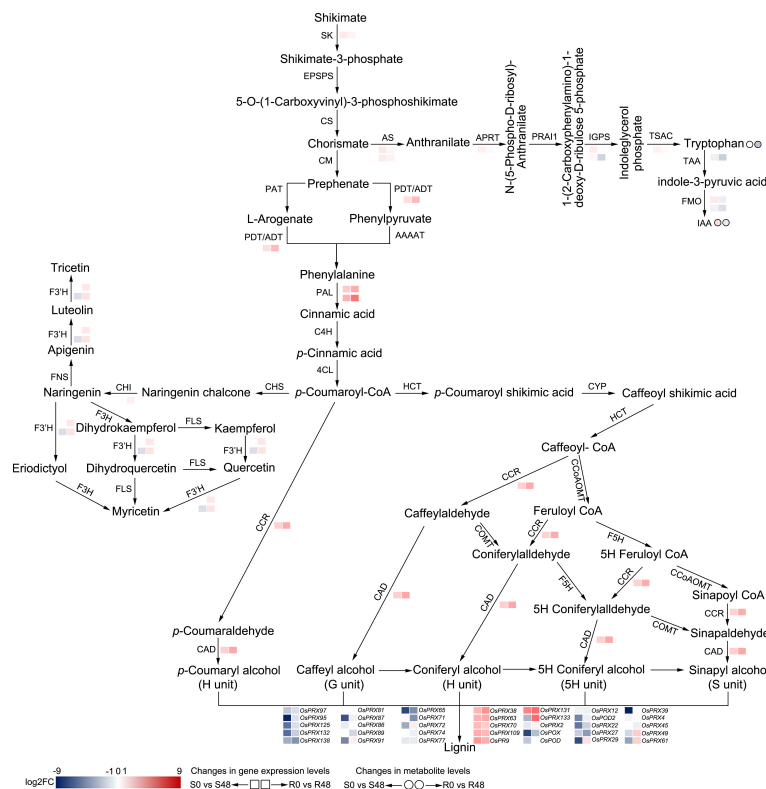 Shikimate
SK
Shikimate-3-phosphate
EPSPS
5-O-(1-Carboxyvinyl)-3-phosphoshikimate
CS
Chorismate
AS
Anthranilate
APRT
N-(5-Phospho-D-ribosyl)-
Anthranilate
PRAI1
1-(2-Carboxyphenylamino)-1-
deoxy-D-ribulose 5-phosphate
IGPS
Indoleglycerol
phosphate
TSAC
Tryptophan
TAA
indole-3-pyruvic acid
FMO
IAA
CM
Prephenate
PAT
PDT/ADT
L-Arogenate
Phenylpyruvate
PDT/ADT
AAAAT
Phenylalanine
PAL
Cinnamic acid
C4H
p-Cinnamic acid
4CL
Tricetin
F3'H
Luteolin
F3'H
Apigenin
FNS
Naringenin
CHI
Naringenin chalcone
CHS
p-Coumaroyl-CoA
HCT
p-Coumaroyl shikimic acid
CYP
Caffeoyl shikimic acid
HCT
F3'H
F3H
Dihydrokaempferol
FLS
Kaempferol
F3'H
F3'H
Eriodictyol
Dihydroquercetin
FLS
Quercetin
F3H
FLS
F3'H
Myricetin
Caffeoyl- CoA
CCR
CCoAOMT
Caffeylaldehyde
Feruloyl CoA
CCR
COMT
CCR
F5H
Coniferylalldehyde
5H Feruloyl CoA
CCR
CCoAOMT
CAD
CAD
F5H
Sinapoyl CoA
5H Coniferylalldehyde
CCR
p-Coumaraldehyde
CAD
COMT
Sinapaldehyde
CAD
CAD
p-Coumaryl alcohol
(H unit)
Caffeyl alcohol
(G unit)
Coniferyl alcohol
(H unit)
5H Coniferyl alcohol
(5H unit)
Sinapyl alcohol
(S unit)
OsPRX97
OsPRX95
OsPRX125
OsPRX132
OsPRX138
OsPRX81
OsPRX87
OsPRX86
OsPRX89
OsPRX91
OsPRX65
OsPRX71
OsPRX72
OsPRX74
OsPRX77
OsPRX38
OsPRX63
OsPRX70
OsPRX109
OsPR9
OsPRX131
OsPRX133
OsPRX2
OsPOX
OsPOD
OsPRX12
OsPOD2
OsPRX22
OsPRX27
OsPRX29
OsPRX39
OsPRX4
OsPRX45
OsPRX49
OsPRX61
Lignin
log2FC
-9
-1 0 1
9
Changes in gene expression levels
S0 vs S48
R0 vs R48
Changes in metabolite levels
S0 vs S48
R0 vs R48